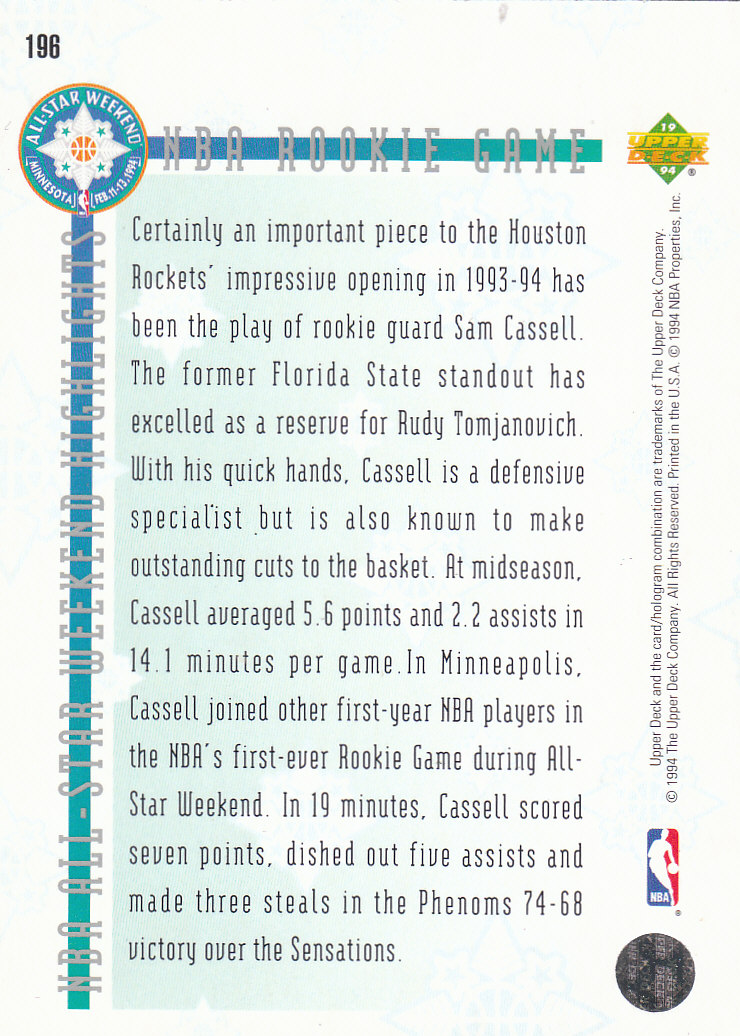 196
ALL-STAR WEEKEND
MINNESOTA
FEB. 11-13, 1994
NBA ROOKIE GAME
19
UPPER
DECK
94
®
NBA ALL-STAR WEEKEND HIGHLIGHTS
Certainly an important piece to the Houston
Rockets' impressive opening in 1993-94 has
been the play of rookie guard Sam Cassell.
The former Florida State standout has
excelled as a reserve for Rudy Tomjanovich.
With his quick hands, Cassell is a defensive
specialist but is also known to make
outstanding cuts to the basket. At midseason,
Cassell averaged 5.6 points and 2.2 assists in
14.1 minutes per game.In Minneapolis,
Cassell joined other first-year NBA players in
the NBA's first-ever Rookie Game during All-
Star Weekend. In 19 minutes, Cassell scored
seven points, dished out five assists and
made three steals in the Phenoms 74-68
victory over the Sensations.
Upper Deck and the card/hologram combination are trademarks of The Upper Deck Company.
© 1994 The Upper Deck Company. All Rights Reserved. Printed in the U.S.A. © 1994 NBA Properties, Inc.
NBA
®